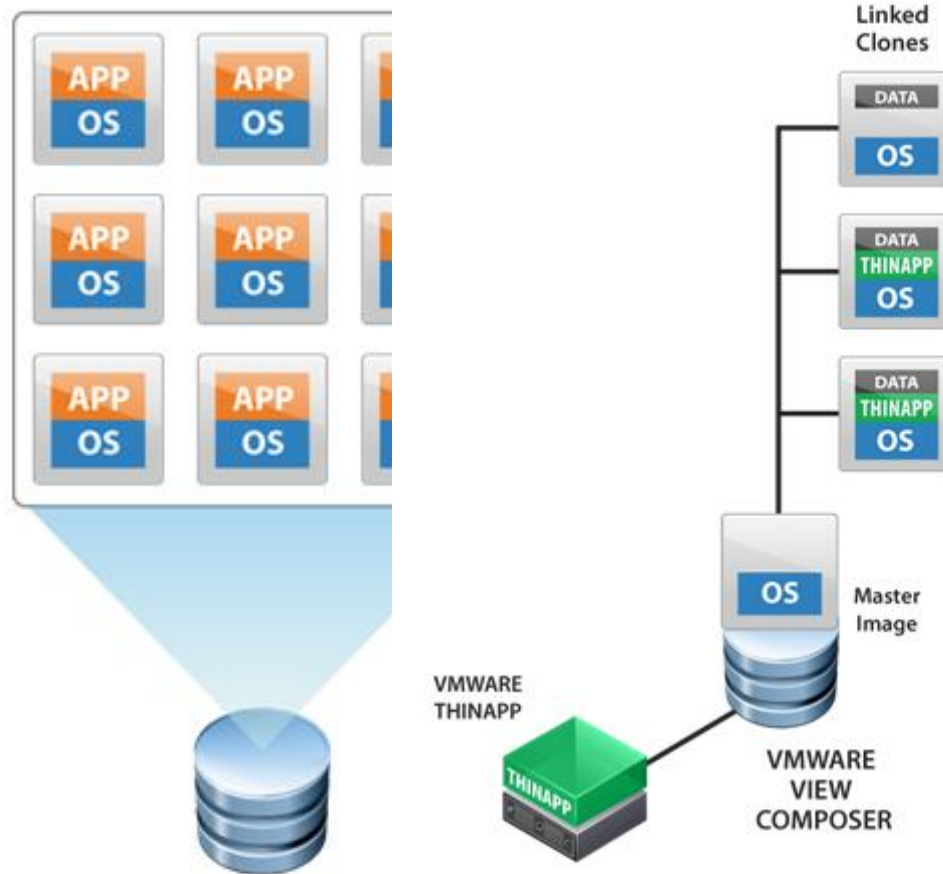 APP
OS
APP
OS
APP
OS
APP
OS
APP
OS
APP
OS
Linked
Clones
DATA
OS
DATA
THINAPP
OS
DATA
THINAPP
OS
OS
Master
Image
VMWARE
THINAPP
THINAPP
VMWARE
VIEW
COMPOSER